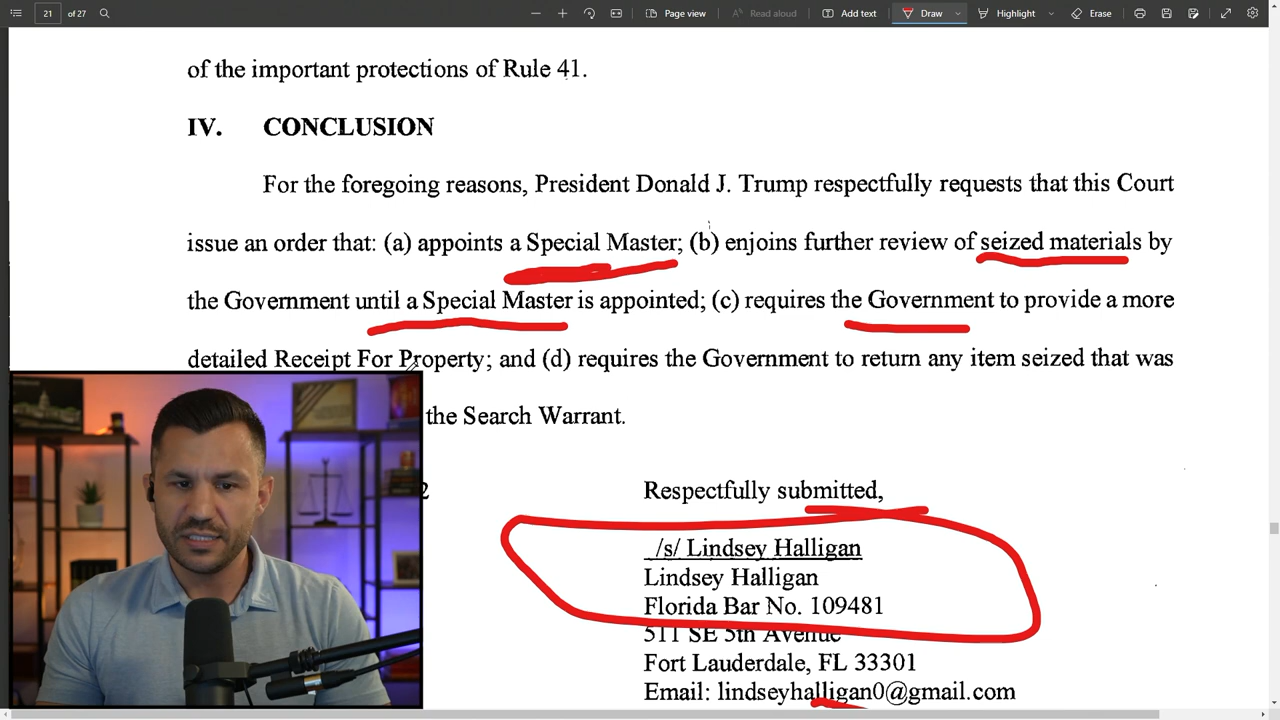 21 of 27 Page view Read aloud Add text Draw Highlight Erase
of the important protections of Rule 41.
IV. CONCLUSION
For the foregoing reasons, President Donald J. Trump respectfully requests that this Court
issue an order that: (a) appoints a Special Master; (b) enjoins further review of seized materials by
the Government until a Special Master is appointed; (c) requires the Government to provide a more
detailed Receipt For Property; and (d) requires the Government to return any item seized that was
the Search Warrant.
2
Respectfully submitted,
/s/ Lindsey Halligan
Lindsey Halligan
Florida Bar No. 109481
511 SE 5th Avenue
Fort Lauderdale, FL 33301
Email: lindseyhalligan0@gmail.com